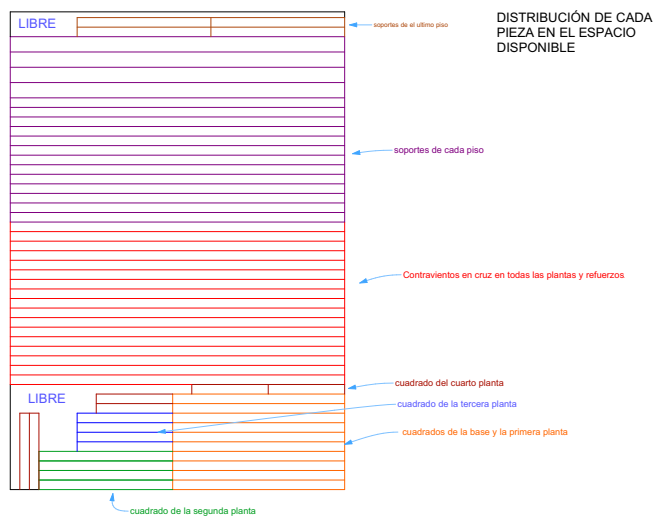 LIBRE
soportes de el ultimo piso
DISTRIBUCIÓN DE CADA
PIEZA EN EL ESPACIO
DISPONIBLE
soportes de cada piso
Contravientos en cruz en todas las plantas y refuerzos
cuadrado del cuarto planta
LIBRE
cuadrado de la tercera planta
cuadrados de la base y la primera planta
cuadrado de la segunda planta